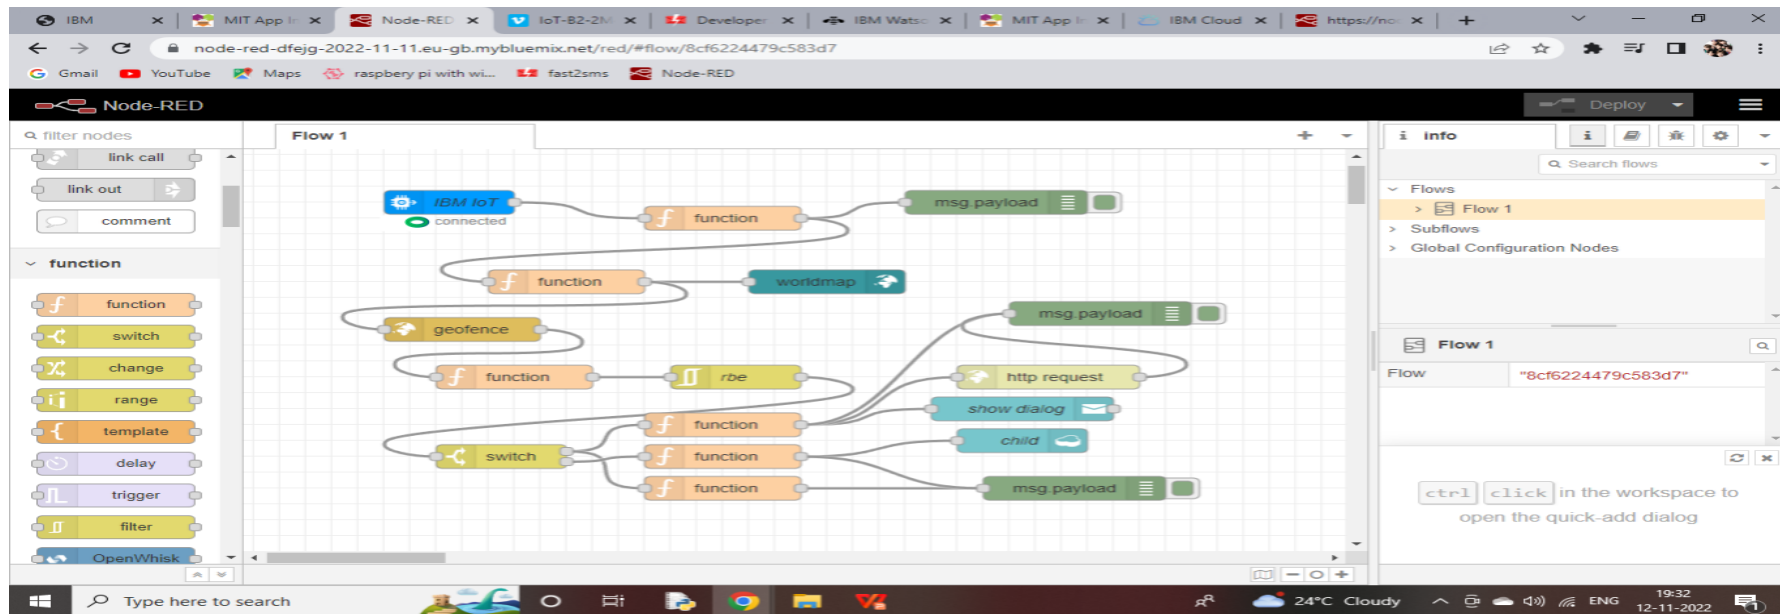 IBM
MIT App In
Node-RED
IoT-B2-2M
Developer
IBM Watso
MIT App In
IBM Cloud
https://no
node-red-dfejg-2022-11-11.eu-gb.mybluemix.net/red/#flow/8cf6224479c583d7
Gmail YouTube Maps raspbery pi with wi... fast2sms Node-RED
Node-RED
Deploy
filter nodes
Flow 1
info
i
link call
link out
comment
function
function
switch
change
range
template
delay
trigger
filter
OpenWhisk
IBM IoT
connected
function
msg.payload
function
worldmap
geofence
msg.payload
function
rbe
http request
function
show dialog
switch
function
child
function
msg.payload
Search flows
Flows
Flow 1
Subflows
Global Configuration Nodes
Flow 1
Flow "8cf6224479c583d7"
ctrl click in the workspace to
open the quick-add dialog
Type here to search
24°C Cloudy
ENG
19:32
12-11-2022
1